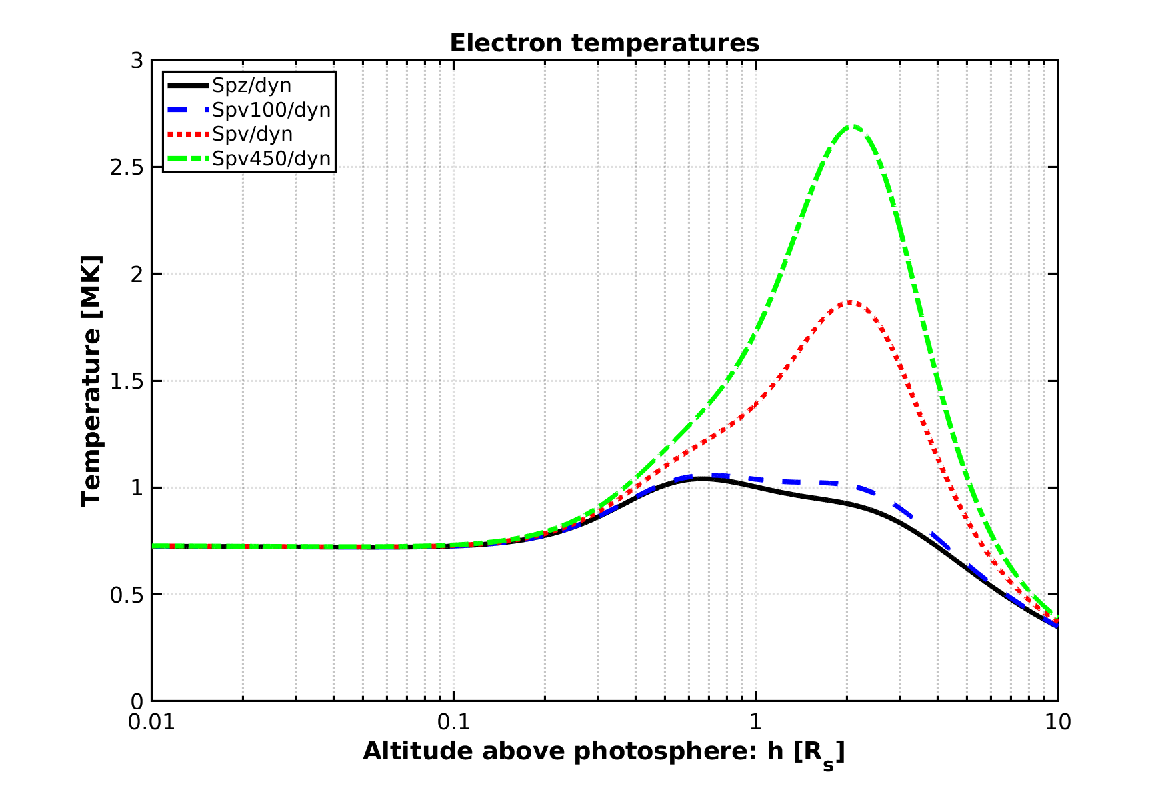 Electron temperatures
3
Spz/dyn
Spv100/dyn
Spv/dyn
Spv450/dyn
2.5
2
1.5
1
0.5
0
Temperature [MK]
0.01 0.1 1 10
Altitude above photosphere: h [Rs]